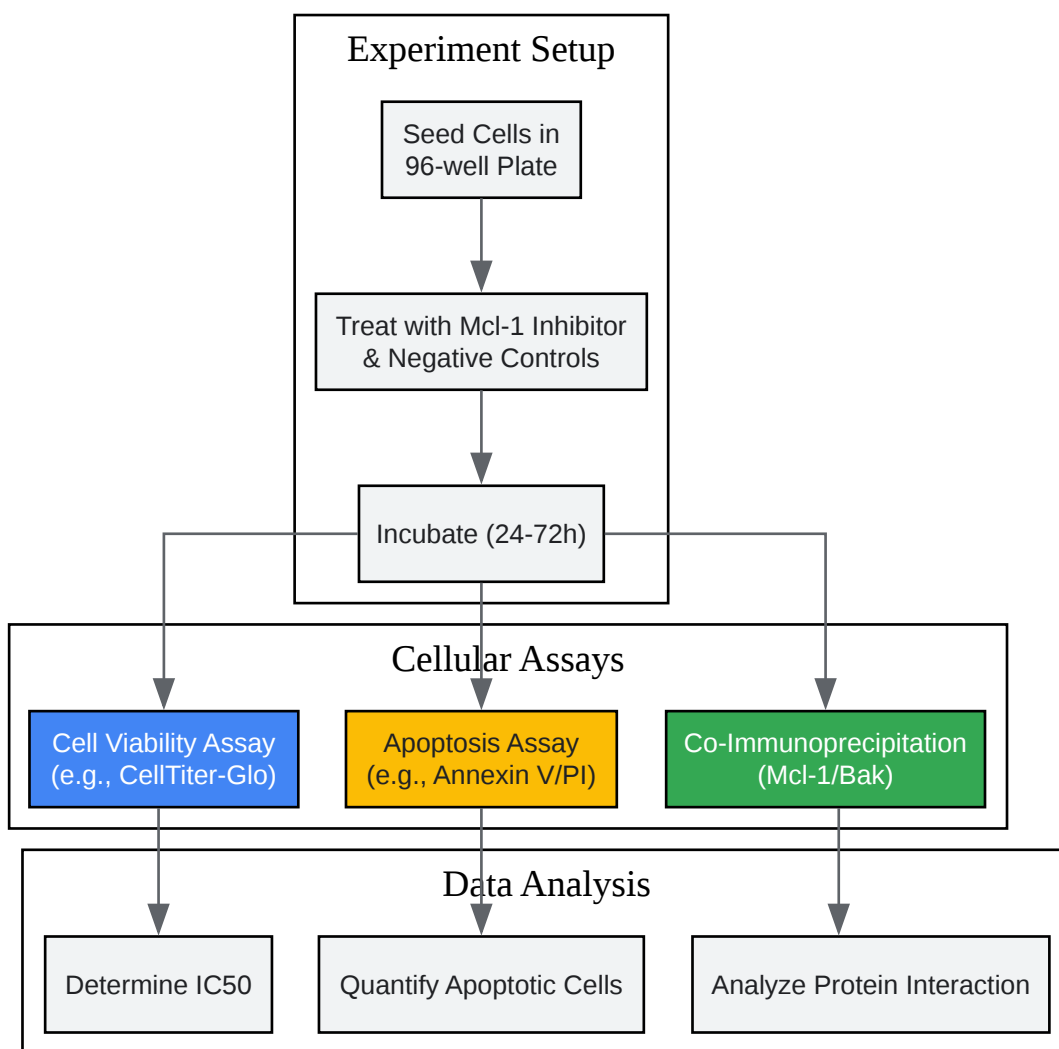 Experiment Setup
Seed Cells in
96-well Plate
Treat with Mcl-1 Inhibitor
& Negative Controls
Incubate (24-72h)
Cellular Assays
Cell Viability Assay
(e.g., CellTiter-Glo)
Apoptosis Assay
(e.g., Annexin V/PI)
Co-Immunoprecipitation
(Mcl-1/Bak)
Data Analysis
Determine IC50
Quantify Apoptotic Cells
Analyze Protein Interaction